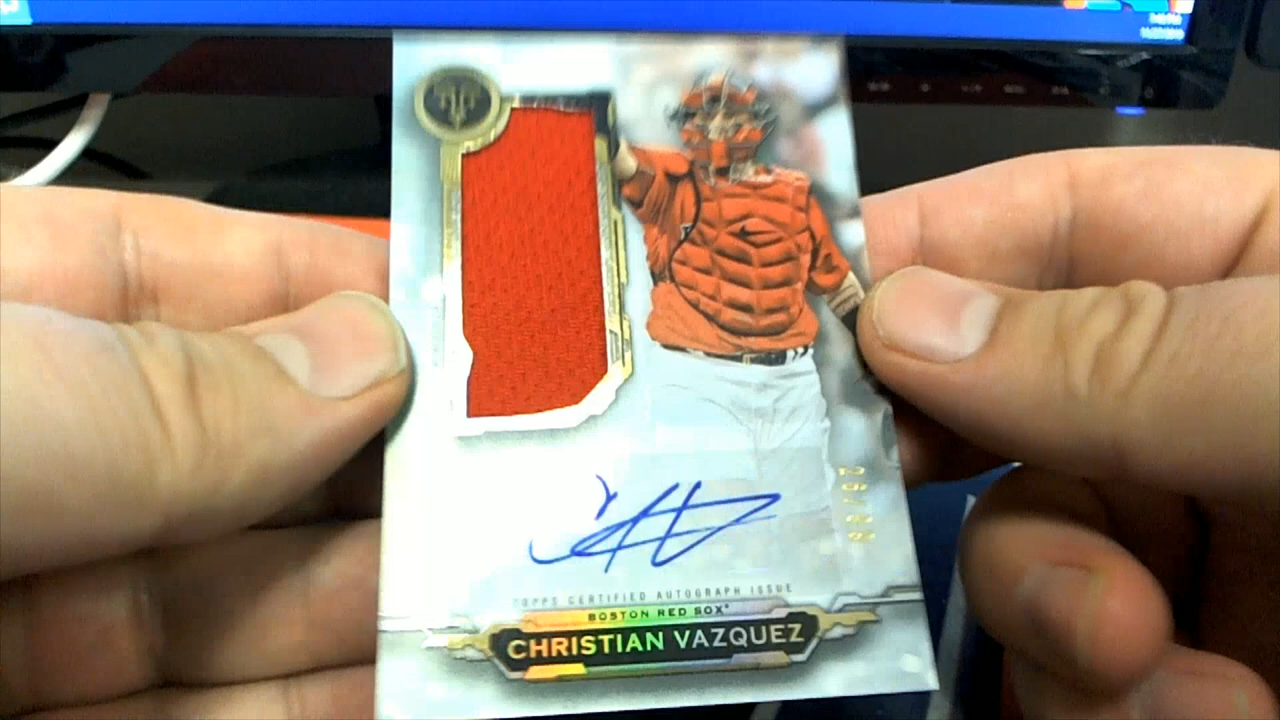 TOPPS CERTIFIED AUTOGRAPH ISSUE
BOSTON RED SOX
CHRISTIAN VAZQUEZ